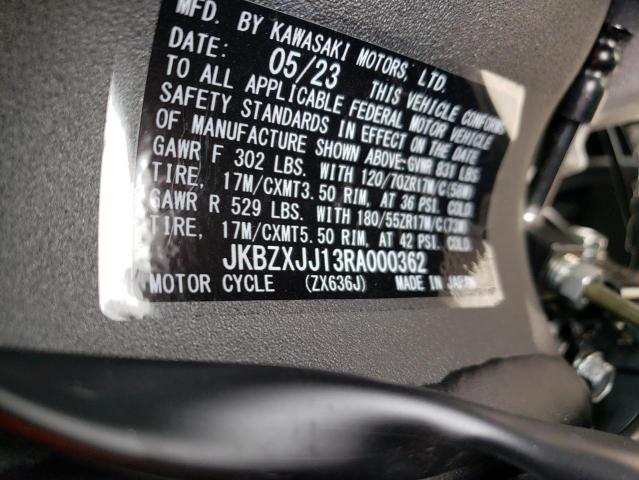 MFD. BY KAWASAKI MOTORS, LTD.
DATE: 05/23 THIS VEHICLE CONFORMS
TO ALL APPLICABLE FEDERAL MOTOR VEHICLE
SAFETY STANDARDS IN EFFECT ON THE DATE
OF MANUFACTURE SHOWN ABOVE.GVWR 831 LBS
GAWR F 302 LBS. WITH 120/70ZR17M/C(58W)
TIRE, 17M/CXMT3.50 RIM, AT 36 PSI. COLD.
GAWR R 529 LBS. WITH 180/55ZR17M/C(73W)
TIRE, 17M/CXMT5.50 RIM, AT 42 PSI. COLD.
JKBZXJJ13RA000362
MOTOR CYCLE (ZX636J) MADE IN JAPAN